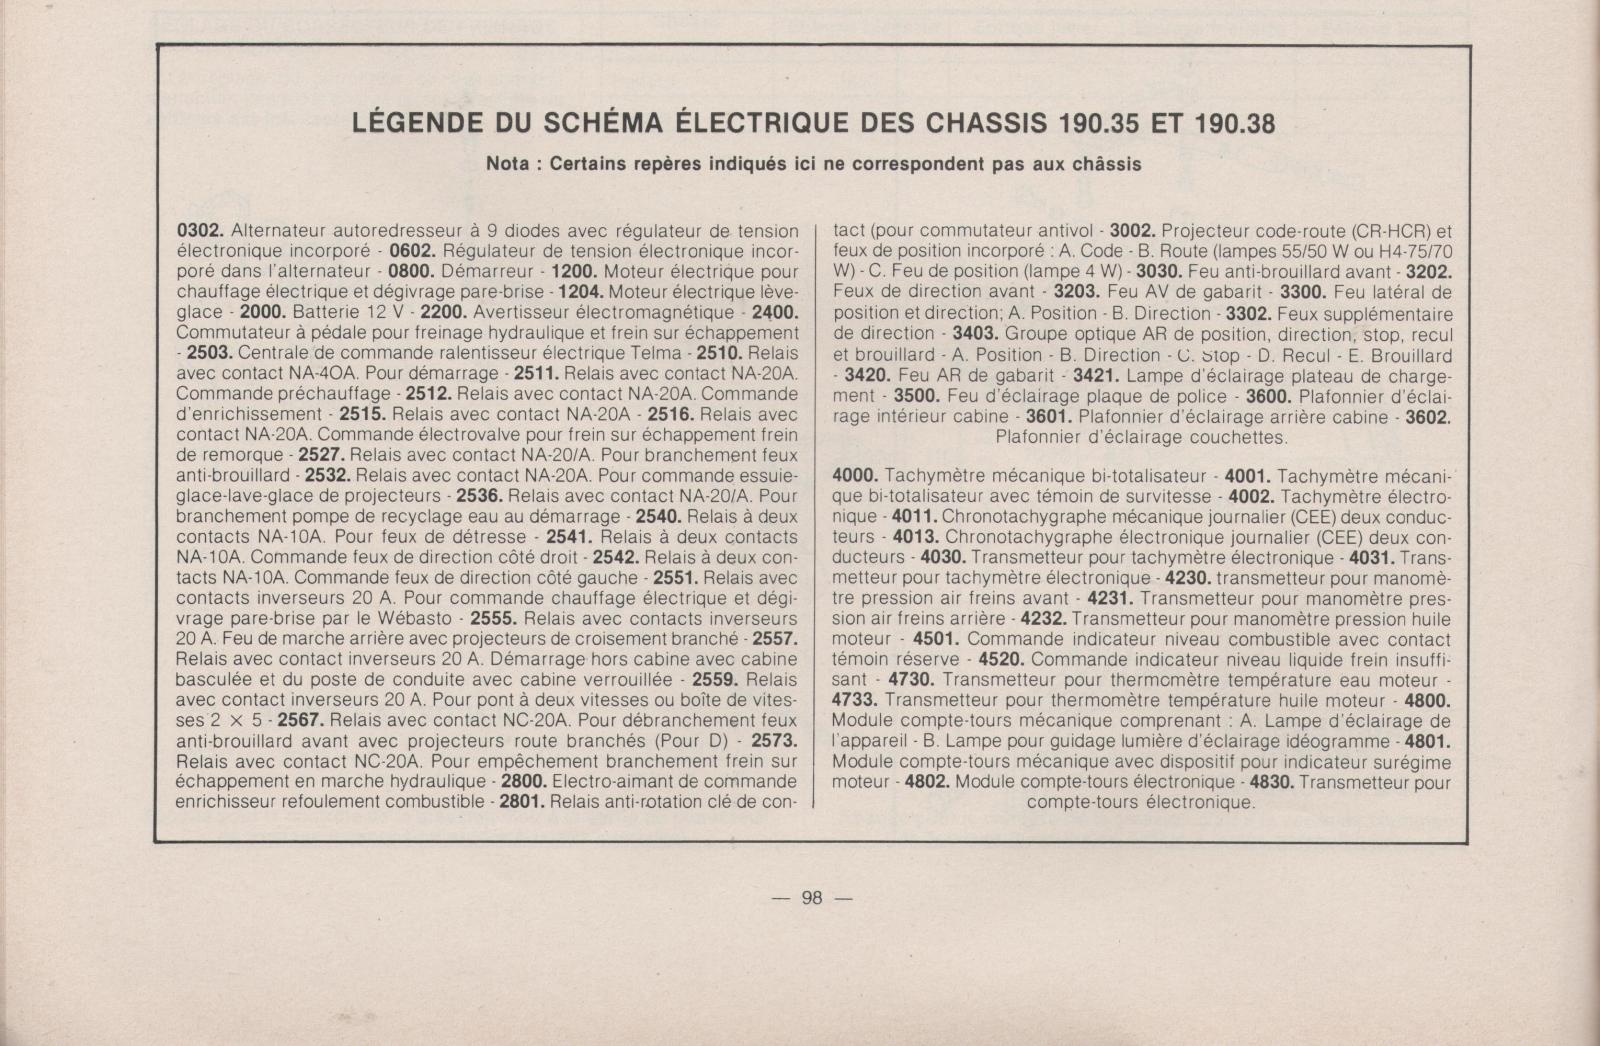 LÉGENDE DU SCHÉMA ÉLECTRIQUE DES CHASSIS 190.35 ET 190.38
Nota : Certains repères indiqués ici ne correspondent pas aux châssis
0302. Alternateur autoredresseur à 9 diodes avec régulateur de tension
électronique incorporé - 0602. Régulateur de tension électronique incor-
poré dans l'alternateur - 0800. Démarreur - 1200. Moteur électrique pour
chauffage électrique et dégivrage pare-brise - 1204. Moteur électrique lève-
glace - 2000. Batterie 12 V - 2200. Avertisseur électromagnétique - 2400.
Commutateur à pédale pour freinage hydraulique et frein sur échappement
- 2503. Centrale de commande ralentisseur électrique Telma - 2510. Relais
avec contact NA-4OA. Pour démarrage - 2511. Relais avec contact NA-20A.
Commande préchauffage - 2512. Relais avec contact NA-20A. Commande
d'enrichissement - 2515. Relais avec contact NA-20A - 2516. Relais avec
contact NA-20A. Commande électrovalve pour frein sur échappement frein
de remorque - 2527. Relais avec contact NA-20/A. Pour branchement feux
anti-brouillard - 2532. Relais avec contact NA-20A. Pour commande essuie-
glace-lave-glace de projecteurs - 2536. Relais avec contact NA-20/A. Pour
branchement pompe de recyclage eau au démarrage - 2540. Relais à deux
contacts NA-10A. Pour feux de détresse - 2541. Relais à deux contacts
NA-10A. Commande feux de direction côté droit - 2542. Relais à deux con-
tacts NA-10A. Commande feux de direction côté gauche - 2551. Relais avec
contacts inverseurs 20 A. Pour commande chauffage électrique et dégi-
vrage pare-brise par le Wébasto - 2555. Relais avec contacts inverseurs
20 A. Feu de marche arrière avec projecteurs de croisement branché - 2557.
Relais avec contact inverseurs 20 A. Démarrage hors cabine avec cabine
basculée et du poste de conduite avec cabine verrouillée - 2559. Relais
avec contact inverseurs 20 A. Pour pont à deux vitesses ou boîte de vites-
ses 2 × 5 - 2567. Relais avec contact NC-20A. Pour débranchement feux
anti-brouillard avant avec projecteurs route branchés (Pour D) - 2573.
Relais avec contact NC-20A. Pour empêchement branchement frein sur
échappement en marche hydraulique - 2800. Electro-aimant de commande
enrichisseur refoulement combustible - 2801. Relais anti-rotation clé de con-
tact (pour commutateur antivol - 3002. Projecteur code-route (CR-HCR) et
feux de position incorporé : A. Code - B. Route (lampes 55/50 W ou H4-75/70
W) - C. Feu de position (lampe 4 W) - 3030. Feu anti-brouillard avant - 3202.
Feux de direction avant - 3203. Feu AV de gabarit - 3300. Feu latéral de
position et direction; A. Position - B. Direction - 3302. Feux supplémentaire
de direction - 3403. Groupe optique AR de position, direction, stop, recul
et brouillard - A. Position - B. Direction - C. Stop - D. Recul - E. Brouillard
- 3420. Feu AR de gabarit - 3421. Lampe d'éclairage plateau de charge-
ment - 3500. Feu d'éclairage plaque de police - 3600. Plafonnier d'éclai-
rage intérieur cabine - 3601. Plafonnier d'éclairage arrière cabine - 3602.
Plafonnier d'éclairage couchettes.
4000. Tachymètre mécanique bi-totalisateur - 4001. Tachymètre mécani-
que bi-totalisateur avec témoin de survitesse - 4002. Tachymètre électro-
nique - 4011. Chronotachygraphe mécanique journalier (CEE) deux conduc-
teurs - 4013. Chronotachygraphe électronique journalier (CEE) deux con-
ducteurs - 4030. Transmetteur pour tachymètre électronique - 4031. Trans-
metteur pour tachymètre électronique - 4230. transmetteur pour manomè-
tre pression air freins avant - 4231. Transmetteur pour manomètre pres-
sion air freins arrière - 4232. Transmetteur pour manomètre pression huile
moteur - 4501. Commande indicateur niveau combustible avec contact
témoin réserve - 4520. Commande indicateur niveau liquide frein insuffi-
sant - 4730. Transmetteur pour thermomètre température eau moteur -
4733. Transmetteur pour thermomètre température huile moteur - 4800.
Module compte-tours mécanique comprenant : A. Lampe d'éclairage de
l'appareil - B. Lampe pour guidage lumière d'éclairage idéogramme - 4801.
Module compte-tours mécanique avec dispositif pour indicateur surégime
moteur - 4802. Module compte-tours électronique - 4830. Transmetteur pour
compte-tours électronique.
— 98 —